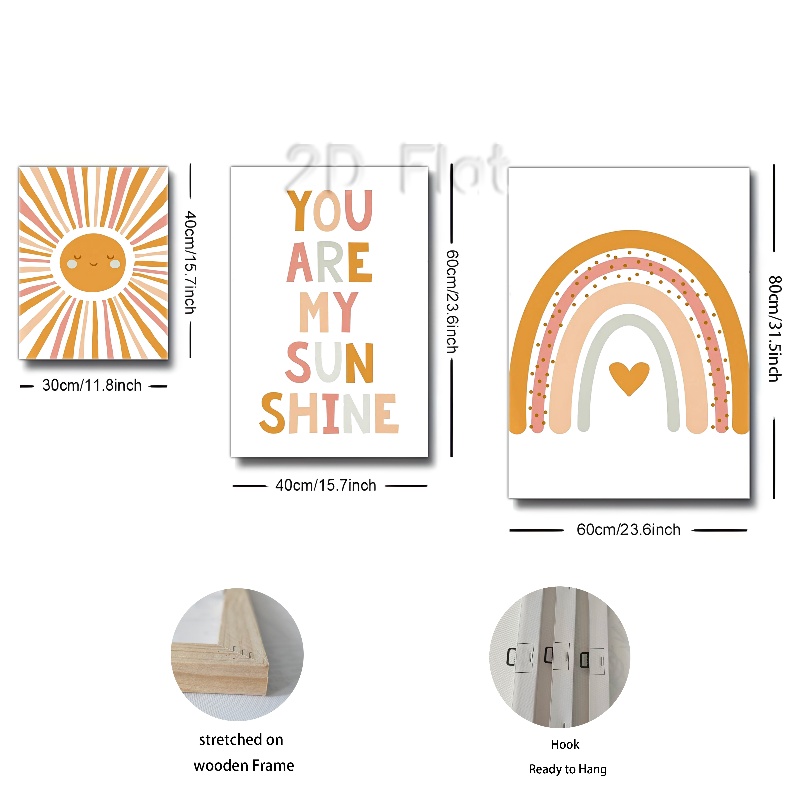 2D Flat
YOU
ARE
MY
SUN
SHINE
40cm/15.7inch
30cm/11.8inch
60cm/23.6inch
40cm/15.7inch
80cm/31.5inch
60cm/23.6inch
stretched on
wooden Frame
Hook
Ready to Hang